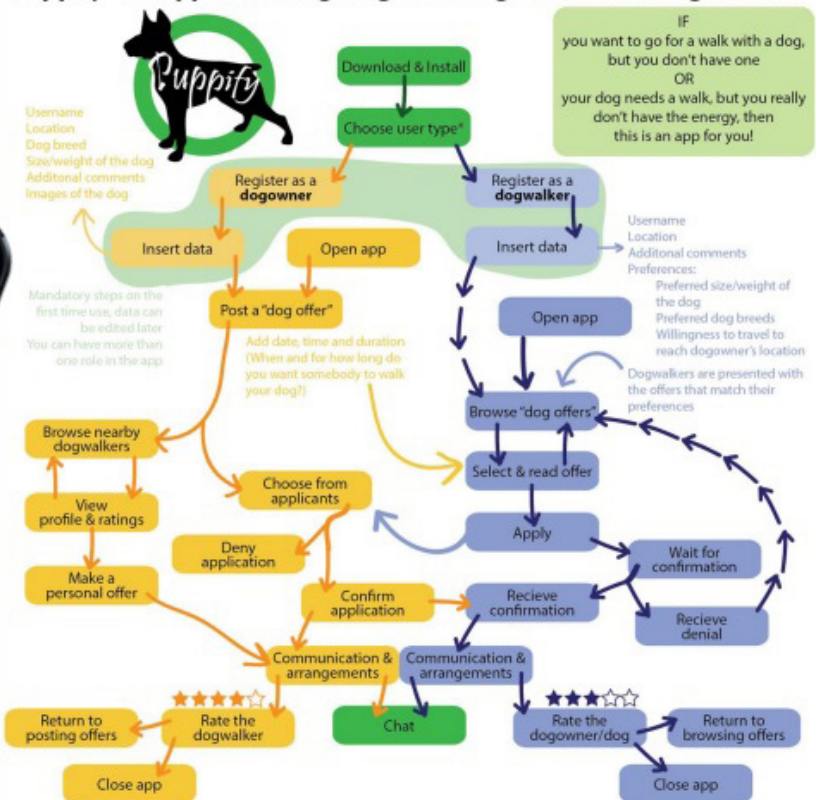 Puppify
Download & Install
Choose user type*
IF
you want to go for a walk with a dog,
but you don't have one
OR
your dog needs a walk, but you really
don't have the energy, then
this is an app for you!
Username
Location
Dog breed
Size/weight of the dog
Additonal comments
Images of the dog
Register as a
dogowner
Register as a
dogwalker
Insert data
Open app
Insert data
Username
Location
Additonal comments
Preferences:
Preferred size/weight of
the dog
Preferred dog breeds
Willingness to travel to
reach dogowner's location
Mandatory steps on the
first time use, data can
be edited later
You can have more than
one role in the app
Post a "dog offer"
Open app
Add date, time and duration
(When and for how long do
you want somebody to walk
your dog?)
Dogwalkers are presented with
the offers that match their
preferences
Browse "dog offers"
Browse nearby
dogwalkers
Select & read offer
Choose from
applicants
View
profile & ratings
Apply
Deny
application
Wait for
confirmation
Make a
personal offer
Confirm
application
Recieve
confirmation
Recieve
denial
Communication &
arrangements
Communication &
arrangements
Return to
posting offers
Rate the
dogwalker
Chat
Rate the
dogowner/dog
Return to
browsing offers
Close app
Close app